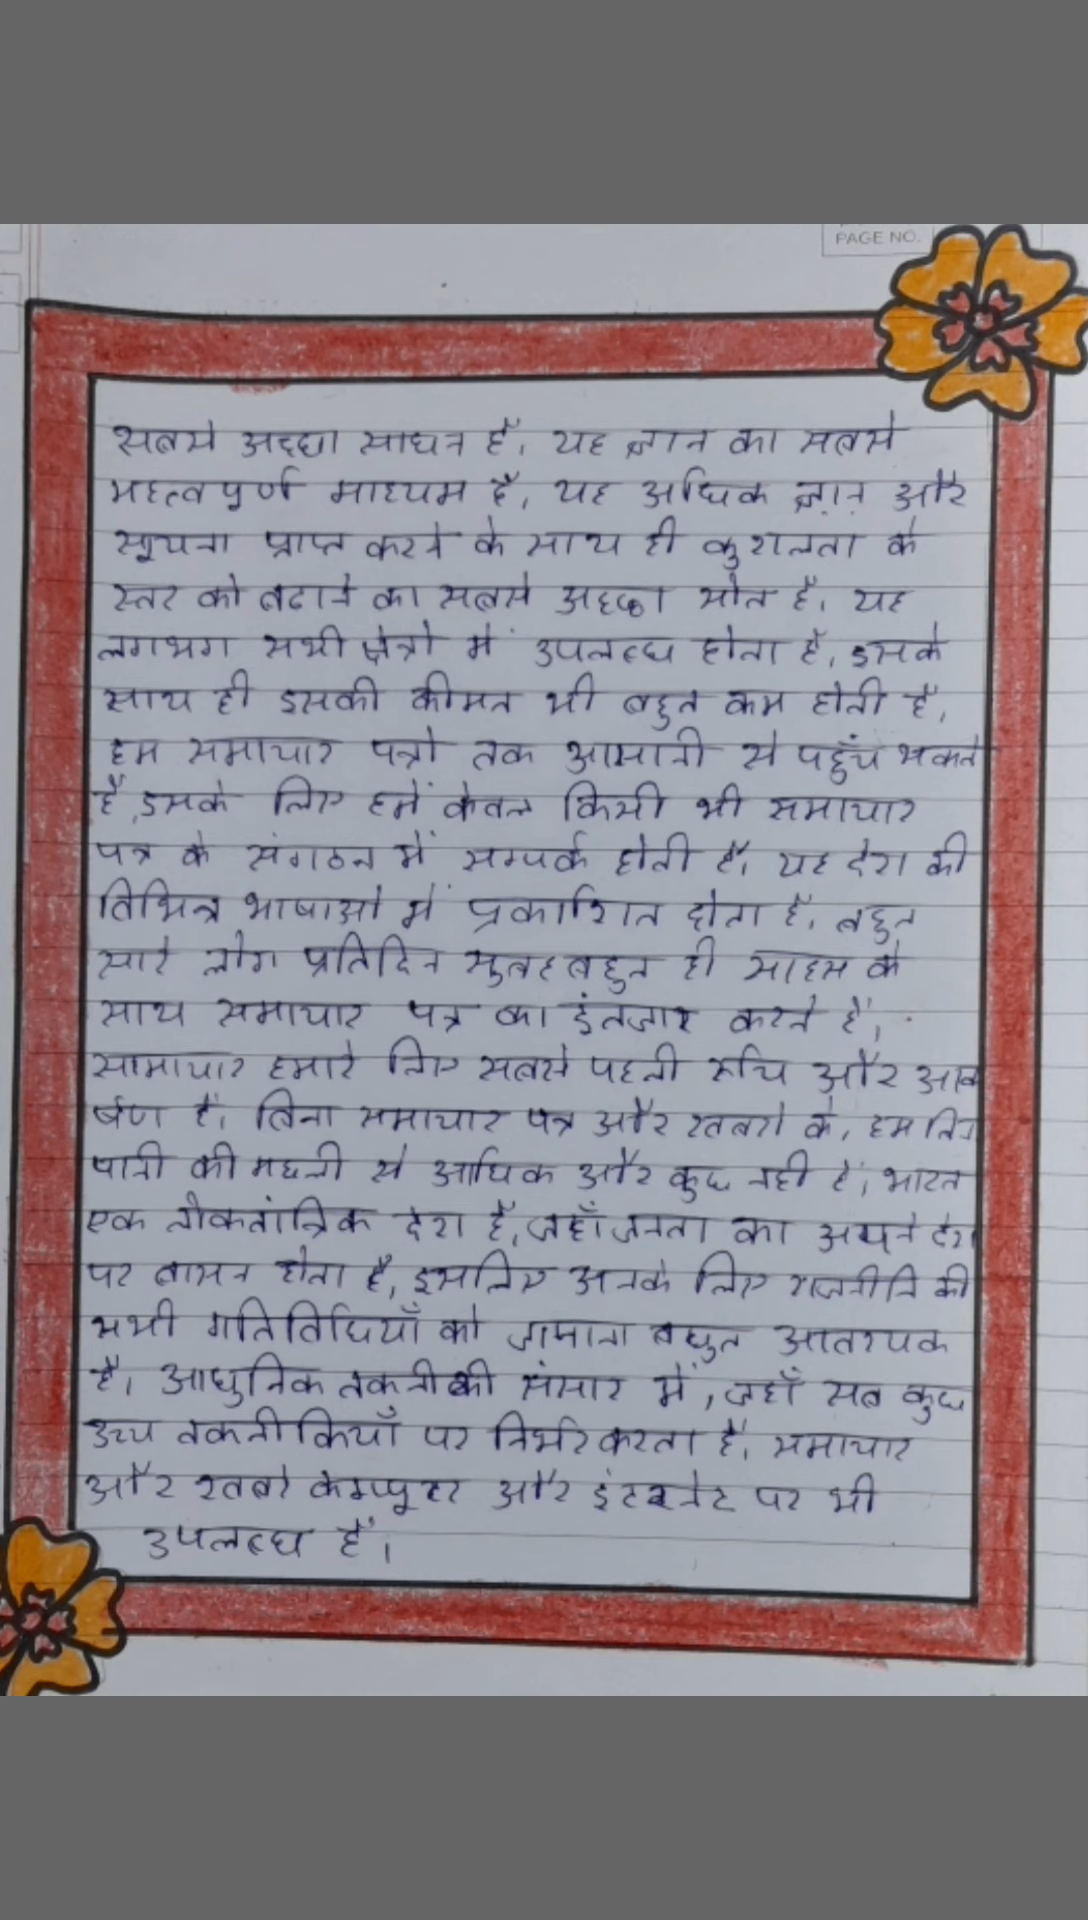 PAGE NO.
सबसे अच्छा साधन है। यह ज्ञान का सबसे
महत्वपूर्ण माध्यम है, यह अधिक ज्ञान और
सूचना प्राप्त करने के साथ ही कुशलता के
स्तर को बढाने का सबसे अच्छा स्रोत है। यह
लगभग सभी क्षेत्रो में उपलब्ध होता है, इसके
साथ ही इसकी कीमत भी बहुत कम होती है,
हम समाचार पत्रो तक आसानी से पहुँच सकते
है, इसके लिए हमें केवल किसी भी समाचार
पत्र के संगठन में सम्पर्क होती है। यह देश की
विभिन्न भाषाओ में प्रकाशित होता है, बहुत
सारे लोग प्रतिदिन सुबह बहुत ही साहस के
साथ समाचार पत्र का इंतजार करते है,
सामाचार हमारे लिए सबसे पहली रूचि और आक
र्षण है। बिना समाचार पत्र और खबरो के, हम बिन
पानी की मछली से अधिक और कुछ नही है, भारत
एक लोकतांत्रिक देश है, जहाँ जनता का अपने देश
पर शासन होता है, इसलिए उनके लिए राजनीति की
सभी गतिविधियाँ को बहुत आवश्यक
है। आधुनिक तकनीकी संसार में, जहाँ सब कुछ
उच्च तकनीकियाँ पर निर्भर करता है, समाचार
और खबरे कम्प्यूटर और इंटरनेट पर भी
उपलब्ध है।